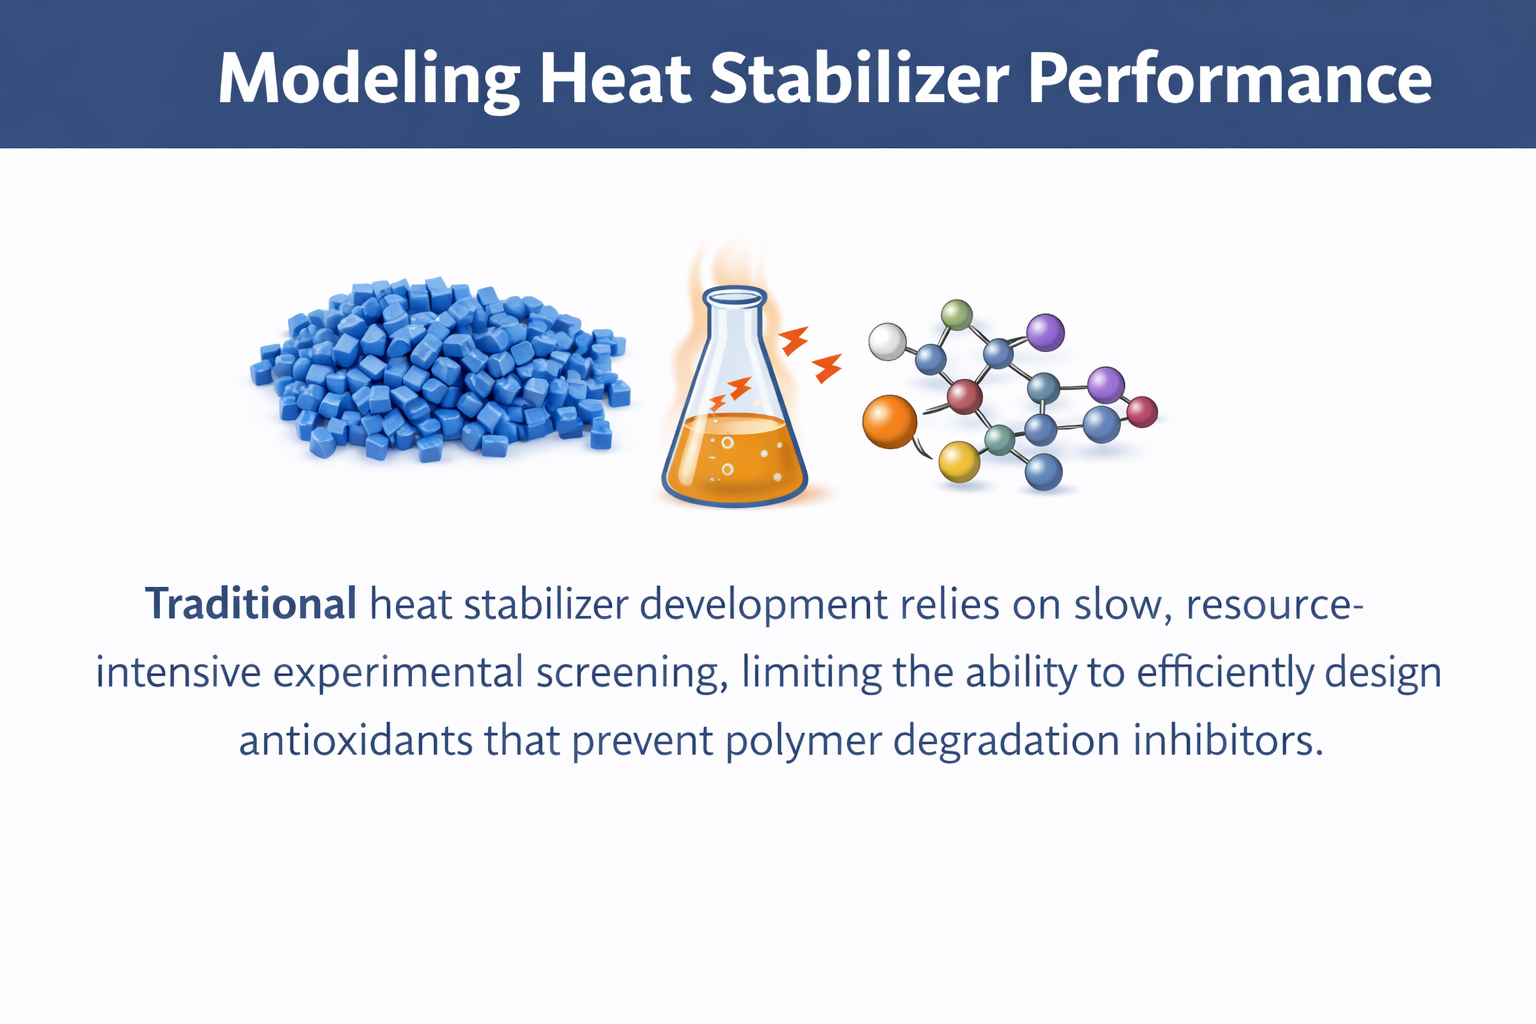 Modeling Heat Stabilizer Performance
Traditional heat stabilizer development relies on slow, resource-
intensive experimental screening, limiting the ability to efficiently design
antioxidants that prevent polymer degradation inhibitors.